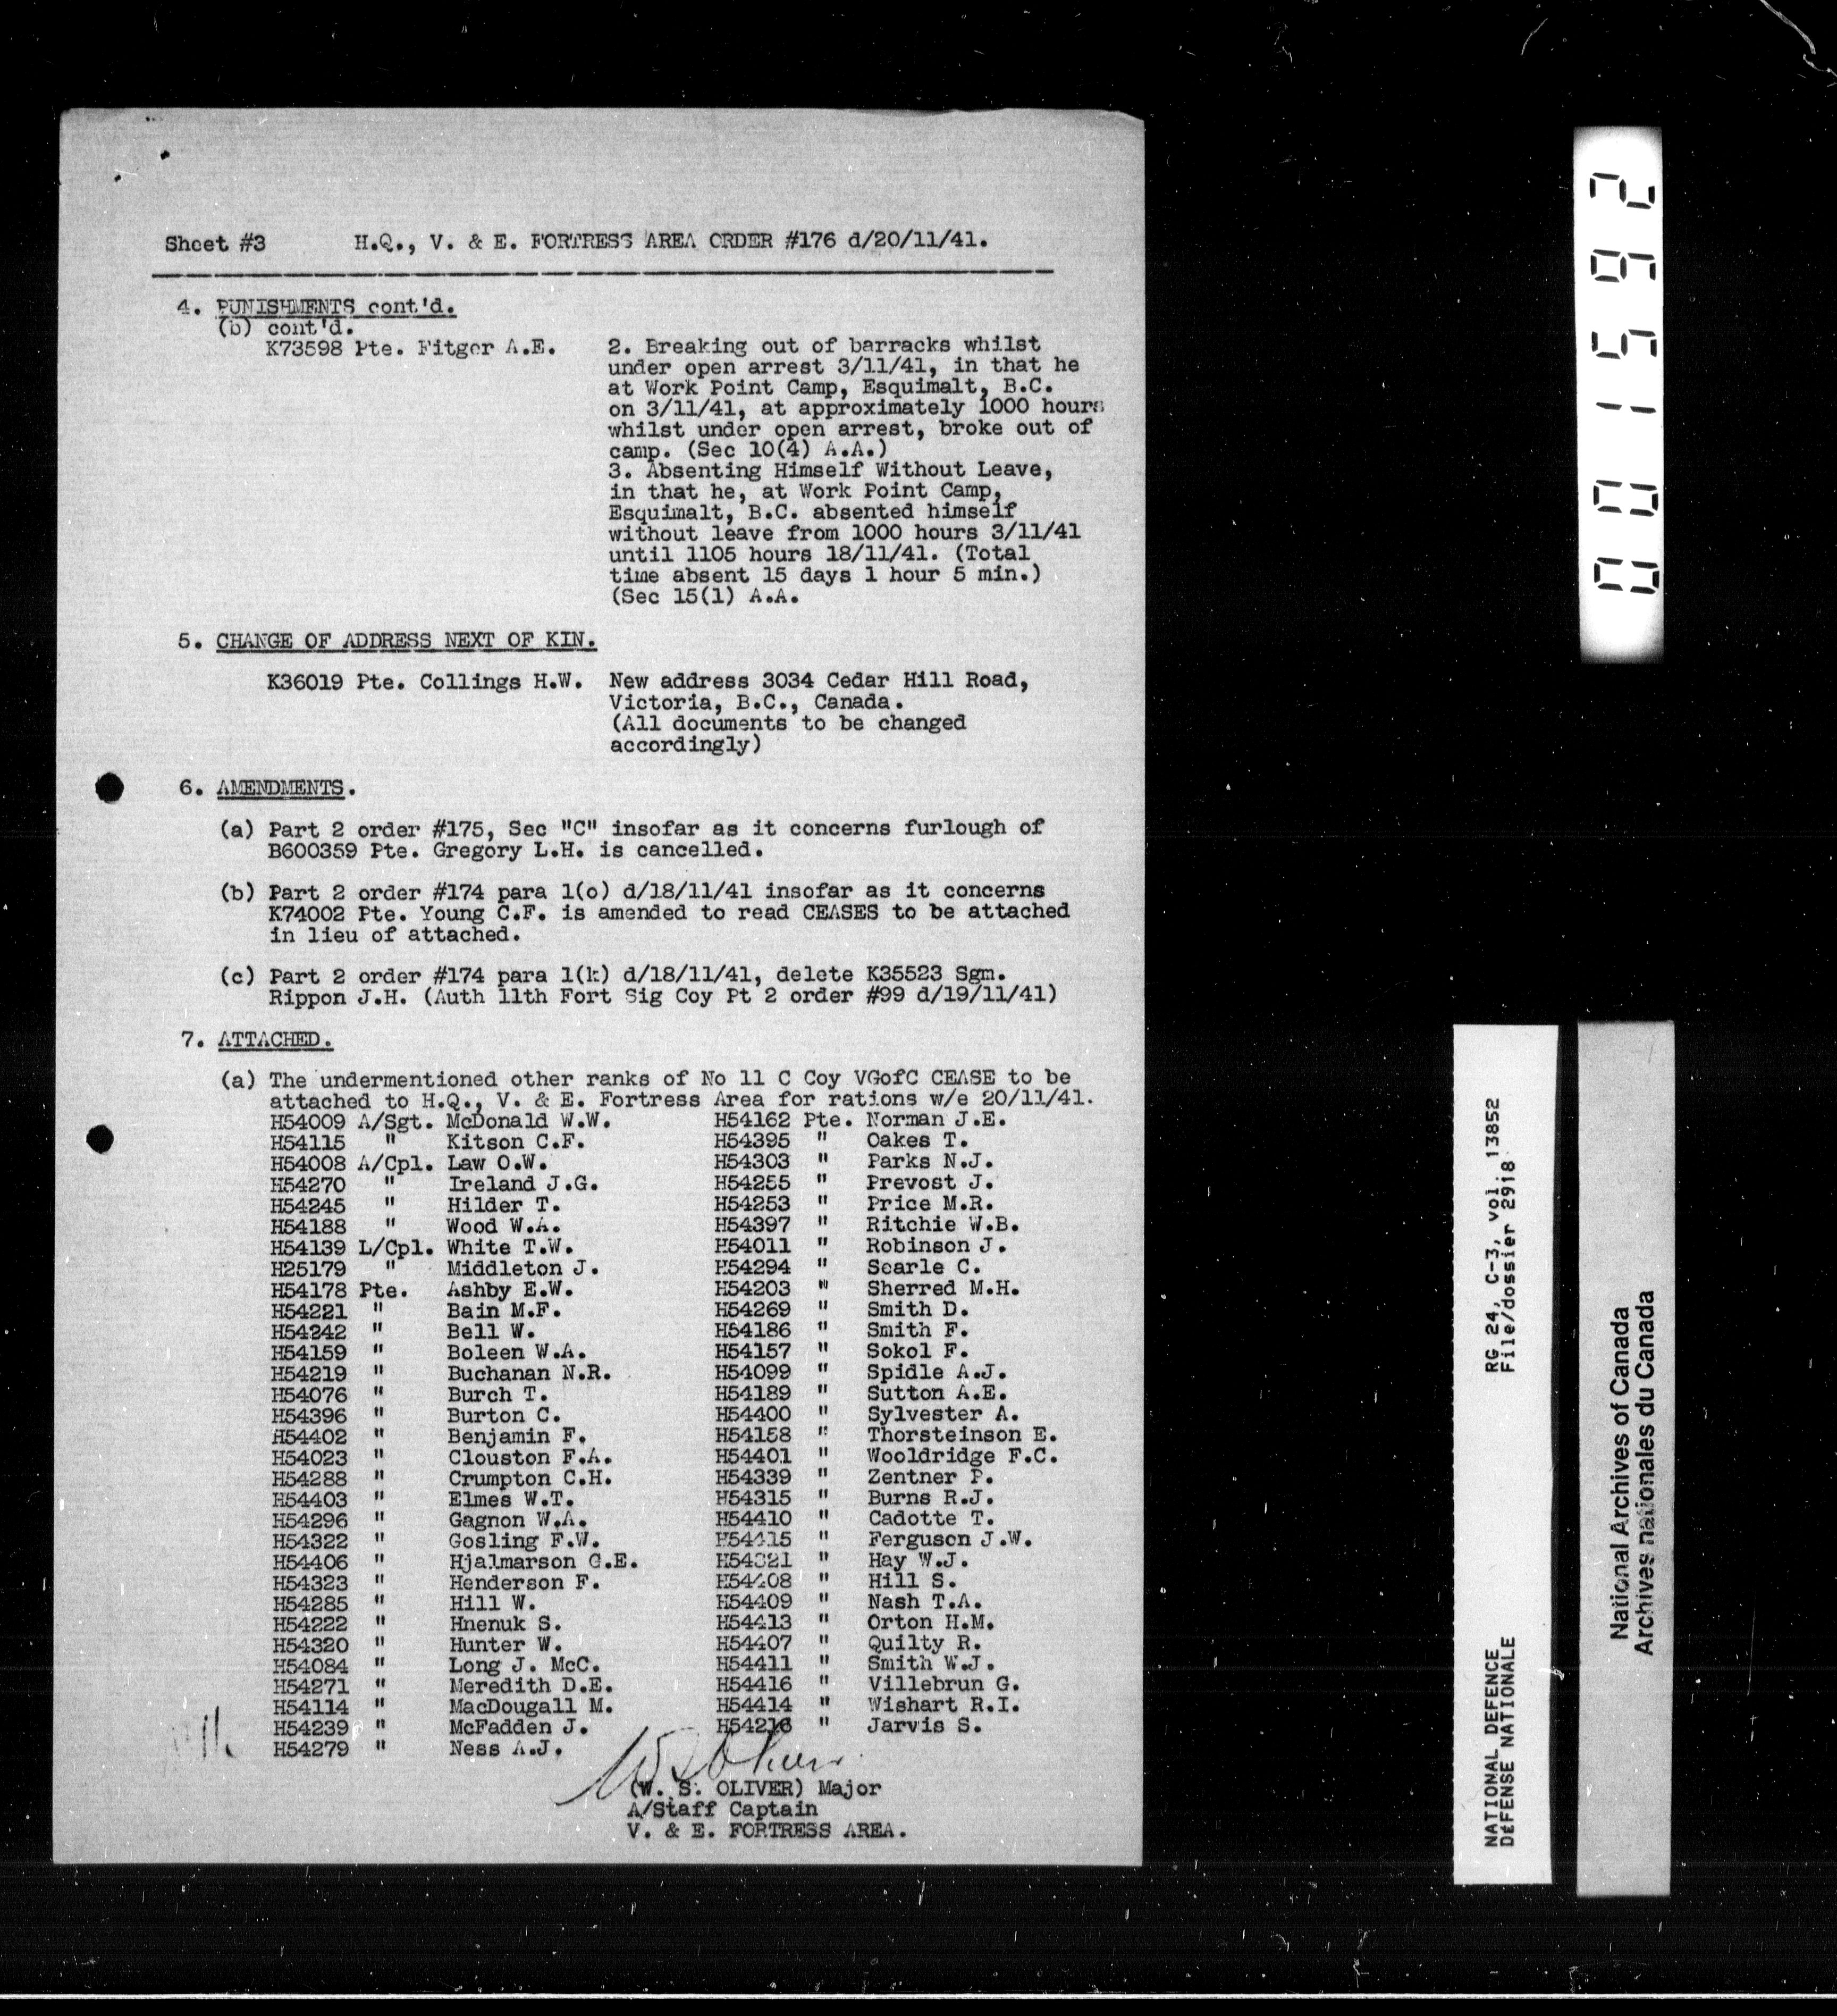 Sheet #3 H.Q., V. & E. FORTRESS AREA ORDER #176 d/20/11/41.
4. PUNISHMENTS cont'd.
(b) cont'd.
K73598 Pte. Fitger A.E. 2. Breaking out of barracks whilst
under open arrest 3/11/41, in that he
at Work Point Camp, Esquimalt, B.C.
on 3/11/41, at approximately 1000 hours
whilst under open arrest, broke out of
camp. (Sec 10(4) A.A.)
3. Absenting Himself Without Leave,
in that he, at Work Point Camp,
Esquimalt, B.C. absented himself
without leave from 1000 hours 3/11/41
until 1105 hours 18/11/41. (Total
time absent 15 days 1 hour 5 min.)
(Sec 15(1) A.A.
5. CHANGE OF ADDRESS NEXT OF KIN.
K36019 Pte. Collings H.W. New address 3034 Cedar Hill Road,
Victoria, B.C., Canada.
(All documents to be changed
accordingly)
6. AMENDMENTS.
(a) Part 2 order #175, Sec "C" insofar as it concerns furlough of
B600359 Pte. Gregory L.H. is cancelled.
(b) Part 2 order #174 para 1(o) d/18/11/41 insofar as it concerns
K74002 Pte. Young C.F. is amended to read CEASES to be attached
in lieu of attached.
(c) Part 2 order #174 para 1(k) d/18/11/41, delete K35523 Sgm.
Rippon J.H. (Auth 11th Fort Sig Coy Pt 2 order #99 d/19/11/41)
7. ATTACHED.
(a) The undermentioned other ranks of No 11 C Coy VGofC CEASE to be
attached to H.Q., V. & E. Fortress Area for rations w/e 20/11/41.
H54009 A/Sgt. McDonald W.W. H54162 Pte. Norman J.E.
H54115 " Kitson C.F. H54395 " Oakes T.
H54008 A/Cpl. Law O.W. H54303 " Parks N.J.
H54270 " Ireland J.G. H54255 " Prevost J.
H54245 " Hilder T. H54253 " Price M.R.
H54188 " Wood W.A. H54397 " Ritchie W.B.
H54139 L/Cpl. White T.W. H54011 " Robinson J.
H25179 " Middleton J. H54294 " Searle C.
H54178 Pte. Ashby E.W. H54203 " Sherred M.H.
H54221 " Bain M.F. H54269 " Smith D.
H54242 " Bell W. H54186 " Smith F.
H54159 " Boleen W.A. H54157 " Sokol F.
H54219 " Buchanan N.R. H54099 " Spidle A.J.
H54076 " Burch T. H54189 " Sutton A.E.
H54396 " Burton C. H54400 " Sylvester A.
H54402 " Benjamin F. H54158 " Thorsteinson E.
H54023 " Clouston F.A. H54401 " Wooldridge F.C.
H54288 " Crumpton C.H. H54339 " Zentner P.
H54403 " Elmes W.T. H54315 " Burns R.J.
H54296 " Gagnon W.A. H54410 " Cadotte T.
H54322 " Gosling F.W. H54415 " Ferguson J.W.
H54406 " Hjalmarson G.E. H54321 " Hay W.J.
H54323 " Henderson F. H54408 " Hill S.
H54285 " Hill W. H54409 " Nash T.A.
H54222 " Hnenuk S. H54413 " Orton H.M.
H54320 " Hunter W. H54407 " Quilty R.
H54084 " Long J. McC. H54411 " Smith W.J.
H54271 " Meredith D.E. H54416 " Villebrun G.
H54114 " MacDougall M. H54414 " Wishart R.I.
H54239 " McFadden J. H54216 " Jarvis S.
H54279 " Ness A.J.
(W. S. OLIVER) Major
A/Staff Captain
V. & E. FORTRESS AREA.
001592
NATIONAL DEFENCE RG 24, C-3, vol. 13852
DÉFENSE NATIONALE File/dossier 2918
National Archives of Canada
Archives nationales du Canada